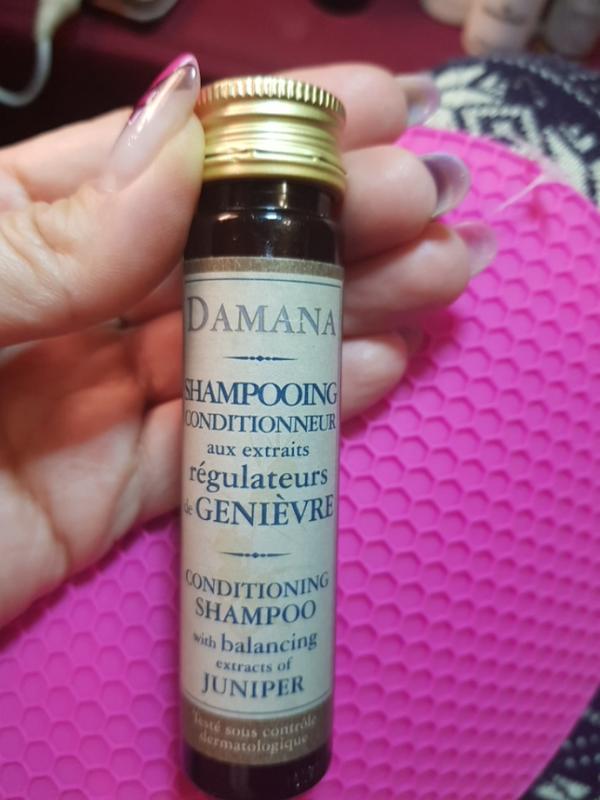 DAMANA
SHAMPOOING
CONDITIONNEUR
aux extraits
régulateurs
de GENIÈVRE
CONDITIONING
SHAMPOO
with balancing
extracts of
JUNIPER
Testé sous contrôle
dermatologique